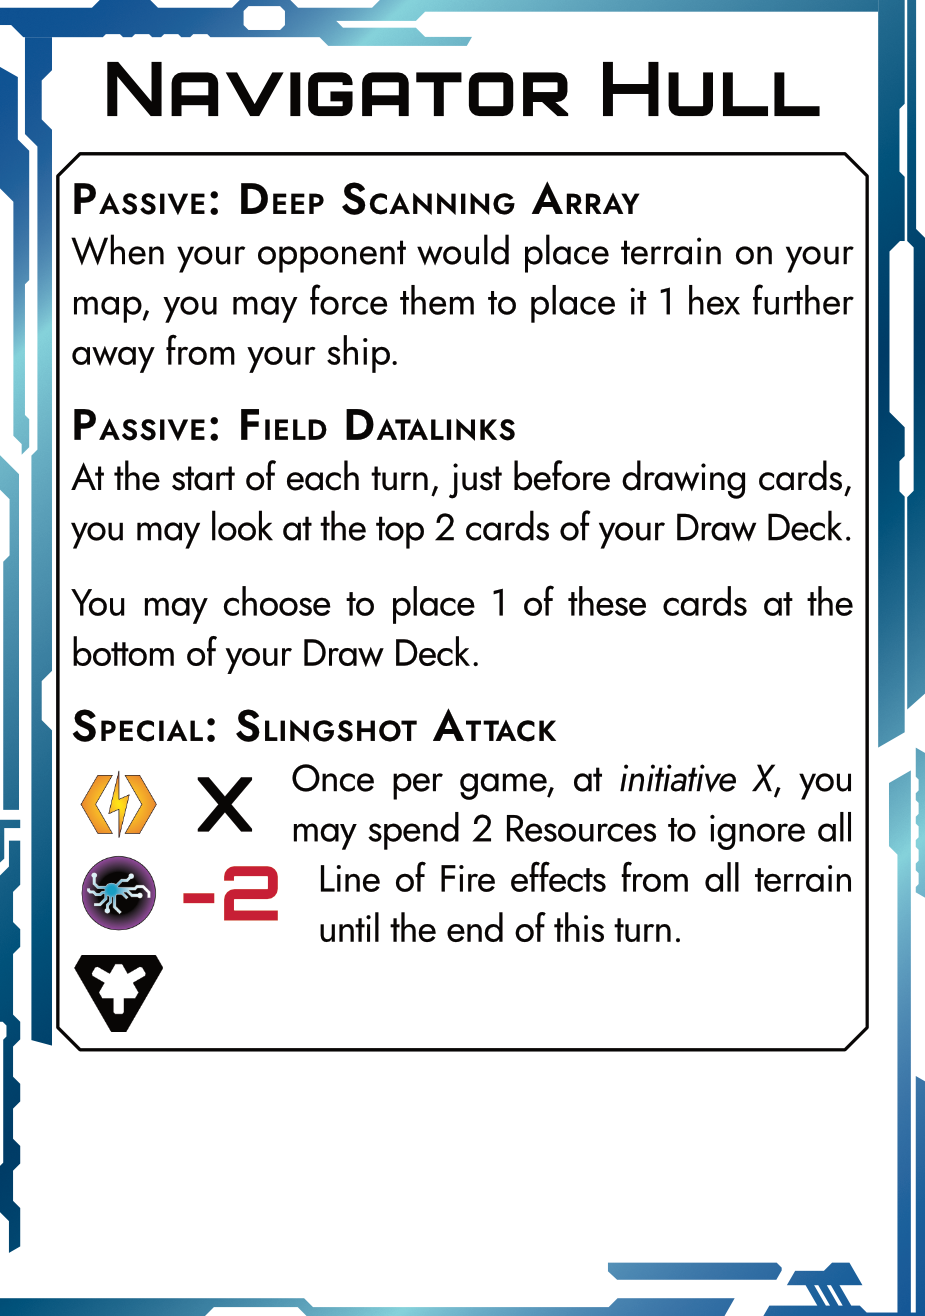 Navigator Hull
Passive: Deep Scanning Array
When your opponent would place terrain on your
map, you may force them to place it 1 hex further
away from your ship.
Passive: Field Datalinks
At the start of each turn, just before drawing cards,
you may look at the top 2 cards of your Draw Deck.
You may choose to place 1 of these cards at the
bottom of your Draw Deck.
Special: Slingshot Attack
X Once per game, at initiative X, you
may spend 2 Resources to ignore all
-2 Line of Fire effects from all terrain
until the end of this turn.